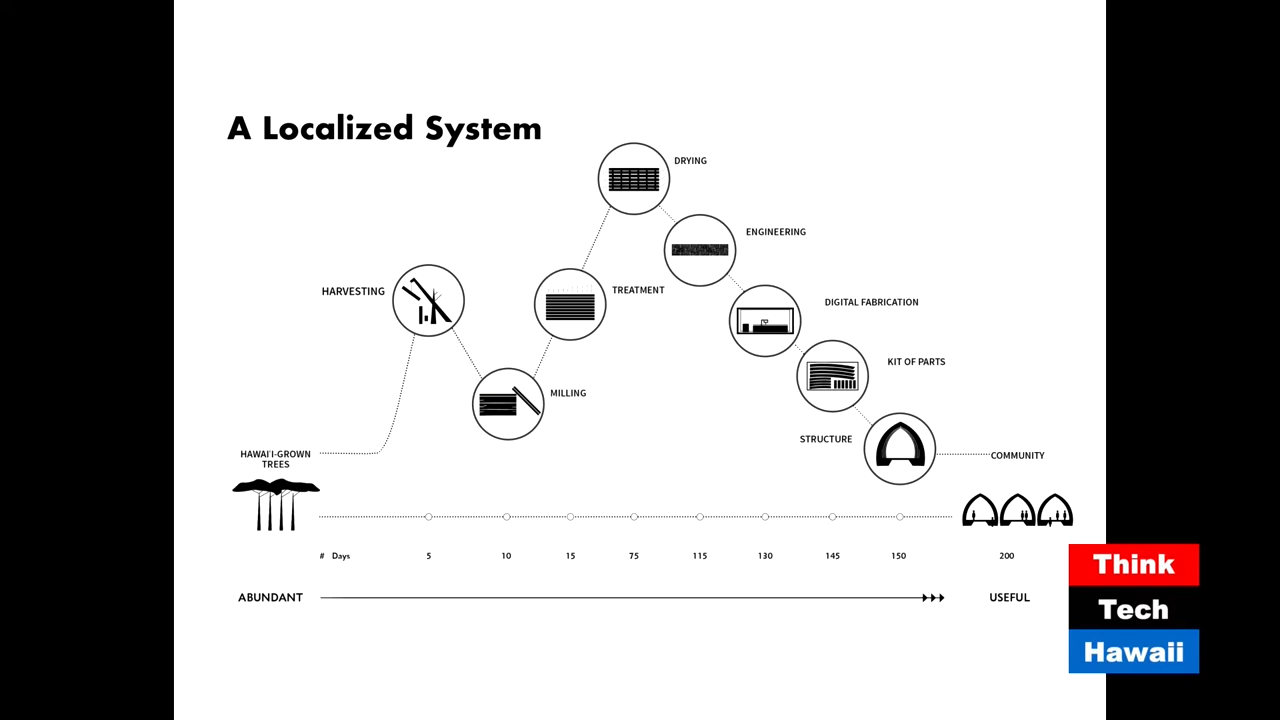 A Localized System
DRYING
ENGINEERING
HARVESTING
TREATMENT
DIGITAL FABRICATION
KIT OF PARTS
MILLING
STRUCTURE
HAWAI'I-GROWN
TREES
COMMUNITY
# Days 5 10 15 75 115 130 145 150 200
ABUNDANT USEFUL
Think
Tech
Hawaii